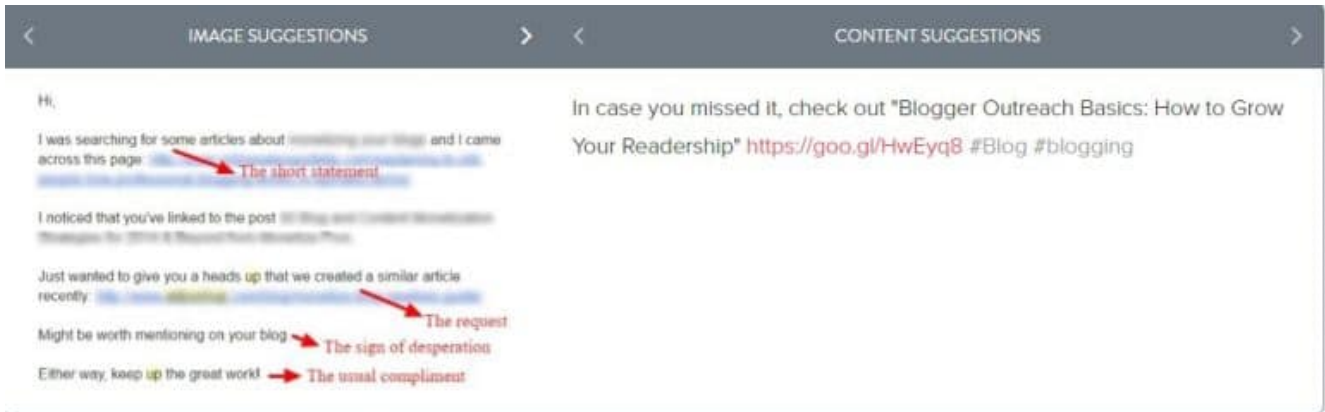 IMAGE SUGGESTIONS
CONTENT SUGGESTIONS
Hi,
I was searching for some articles about and I came
across this page:
The short statement
I noticed that you've linked to the post
Just wanted to give you a heads up that we created a similar article
recently:
The request
Might be worth mentioning on your blog
The sign of desperation
Either way, keep up the great work!
The usual compliment
In case you missed it, check out "Blogger Outreach Basics: How to Grow
Your Readership" https://goo.gl/HwEyq8 #Blog #blogging